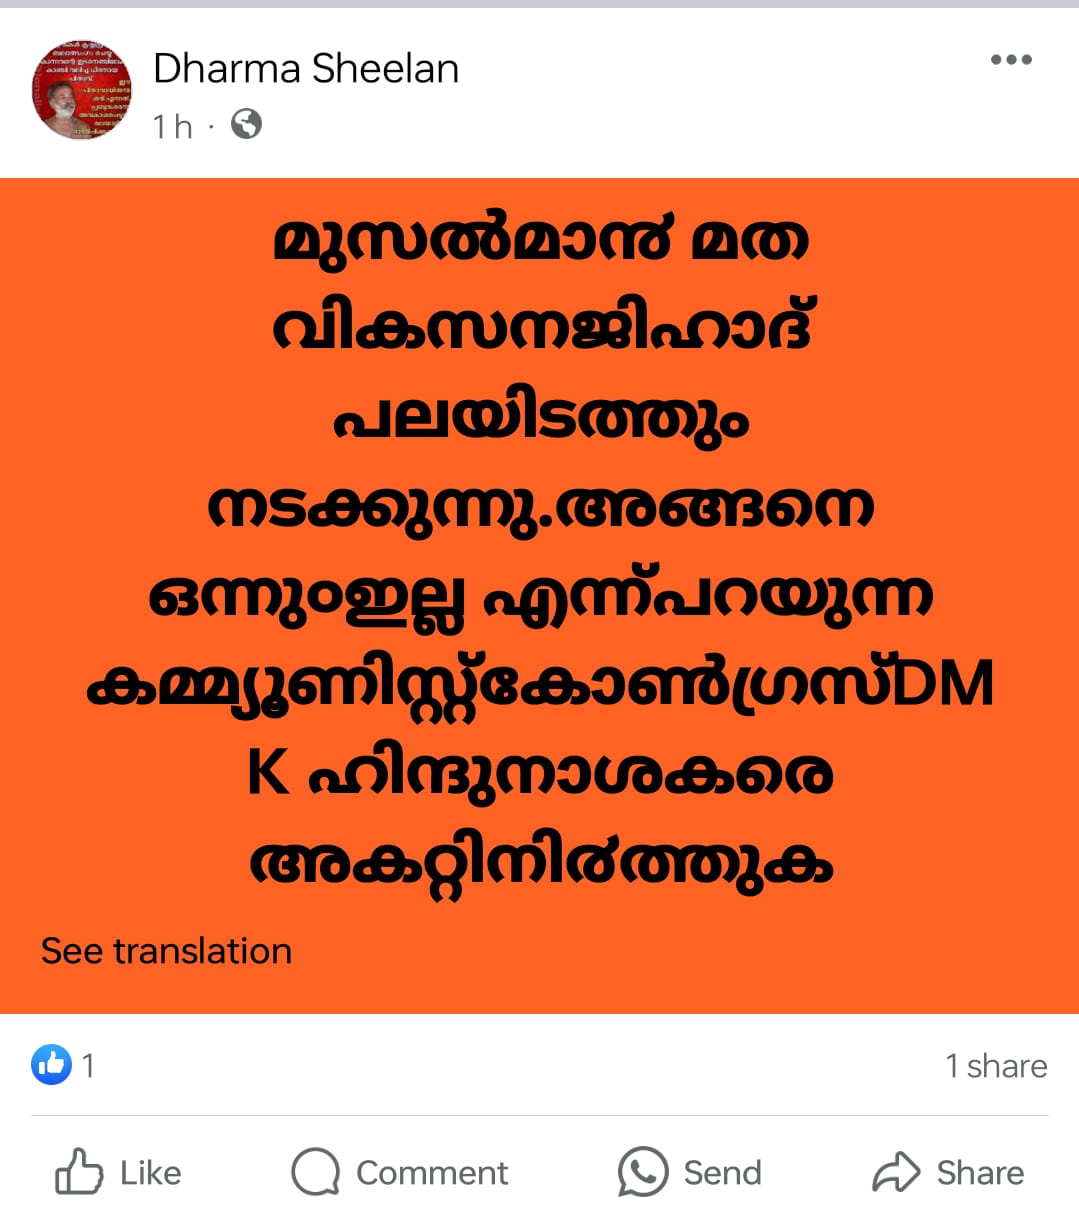 Dharma Sheelan
1 h ·
മുസൽമാൻ മത
വികസനജിഹാദ്
പലയിടത്തും
നടക്കുന്നു.അങ്ങനെ
ഒന്നുംഇല്ല എന്ന്പറയുന്ന
കമ്മ്യൂണിസ്റ്റ്കോൺഗ്രസ്DM
K ഹിന്ദുനാശകരെ
അകറ്റിനിർത്തുക
See translation
1
1 share
Like
Comment
Send
Share